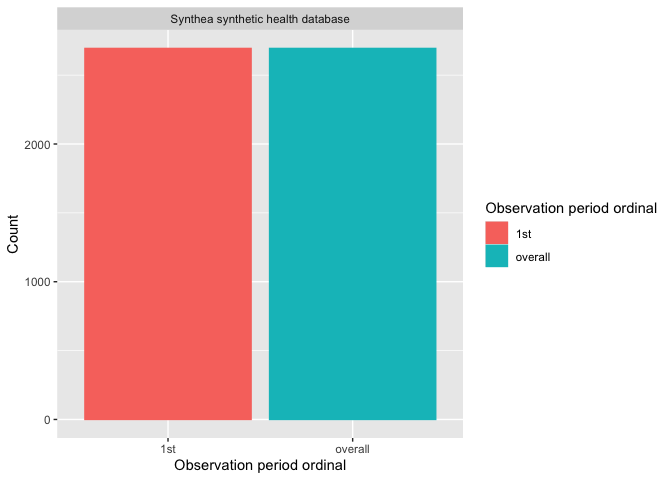 Synthea synthetic health database
2000
1000
0
Count
1st
overall
Observation period ordinal
Observation period ordinal
1st
overall